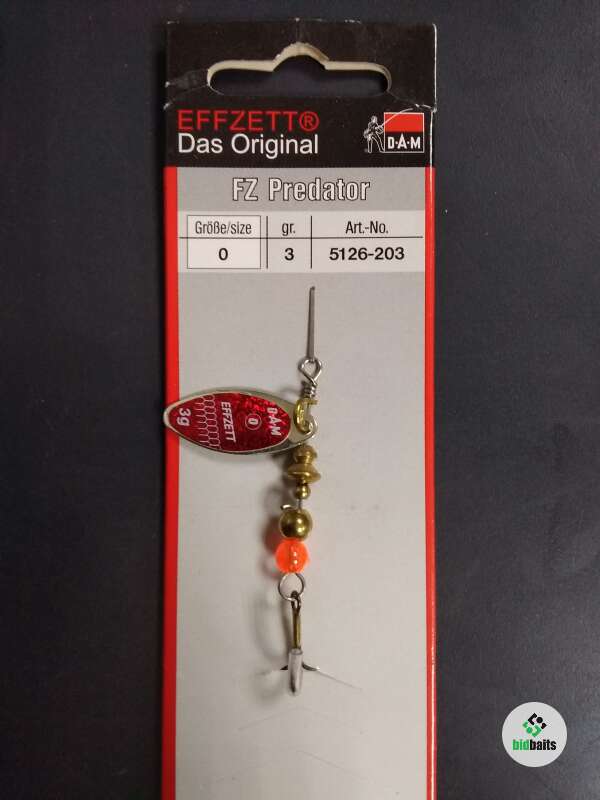 EFFZETT®
Das Original
D·A·M
FZ Predator
Größe/size gr. Art.-No.
0 3 5126-203
D·A·M
0
EFFZETT
3g
bidbaits